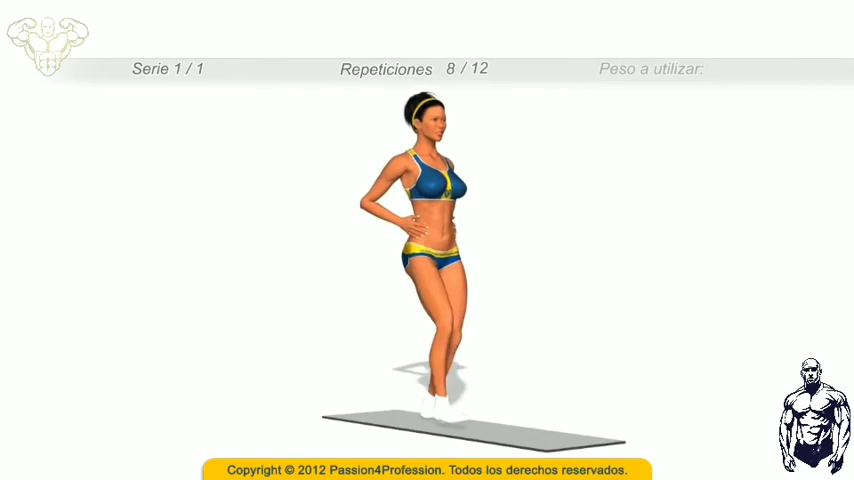 Serie 1 / 1 Repeticiones 8 / 12 Peso a utilizar:
Copyright © 2012 Passion4Profession. Todos los derechos reservados.